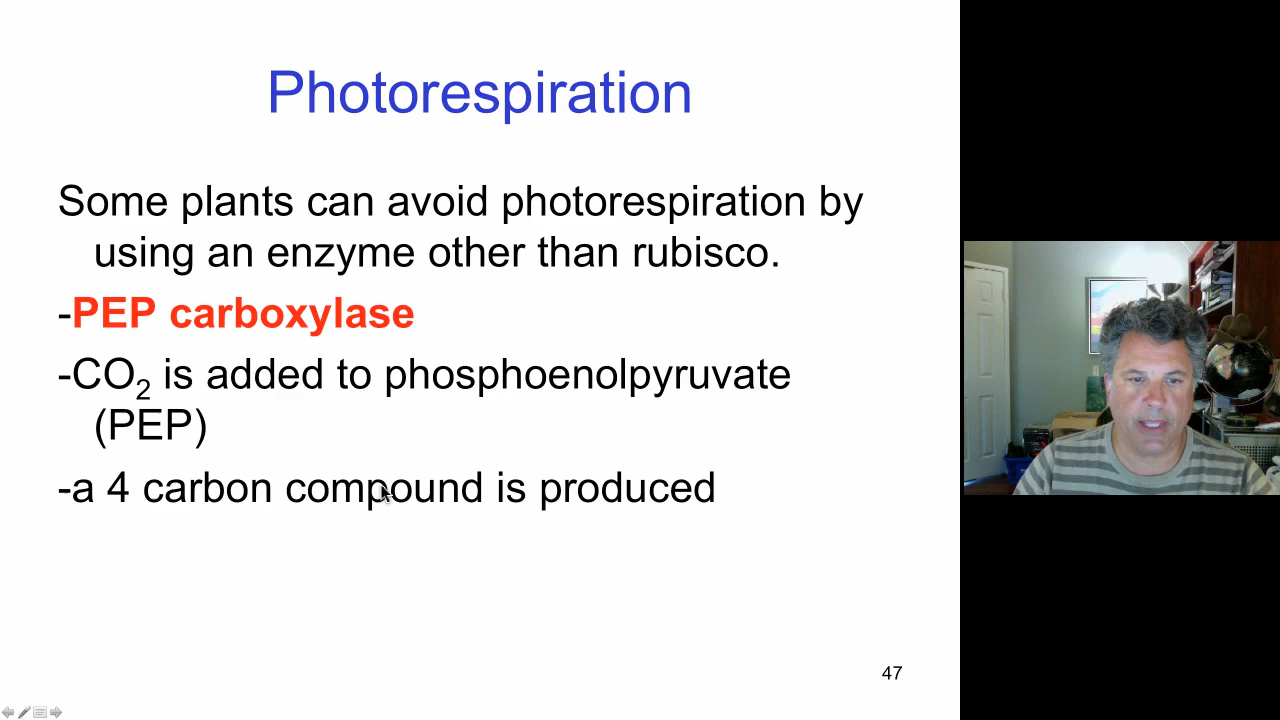 Photorespiration
Some plants can avoid photorespiration by
using an enzyme other than rubisco.
-PEP carboxylase
-CO₂ is added to phosphoenolpyruvate
(PEP)
-a 4 carbon compound is produced
47